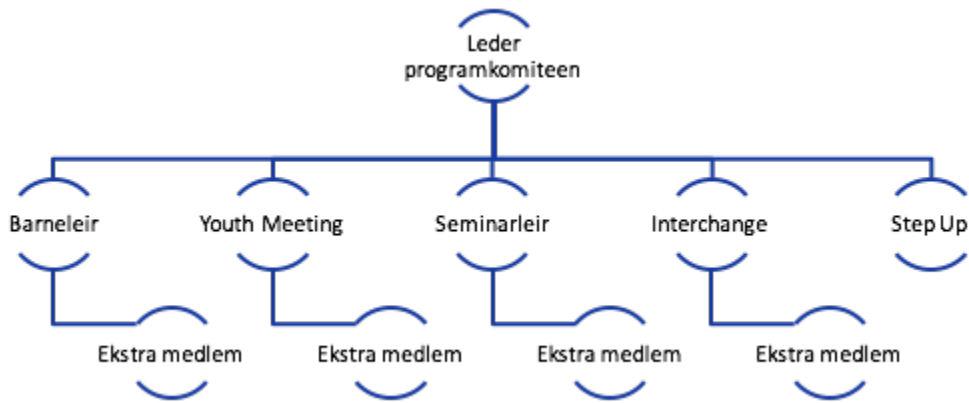 Leder
programkomiteen
Barneleir
Youth Meeting
Seminarleir
Interchange
Step Up
Ekstra medlem
Ekstra medlem
Ekstra medlem
Ekstra medlem